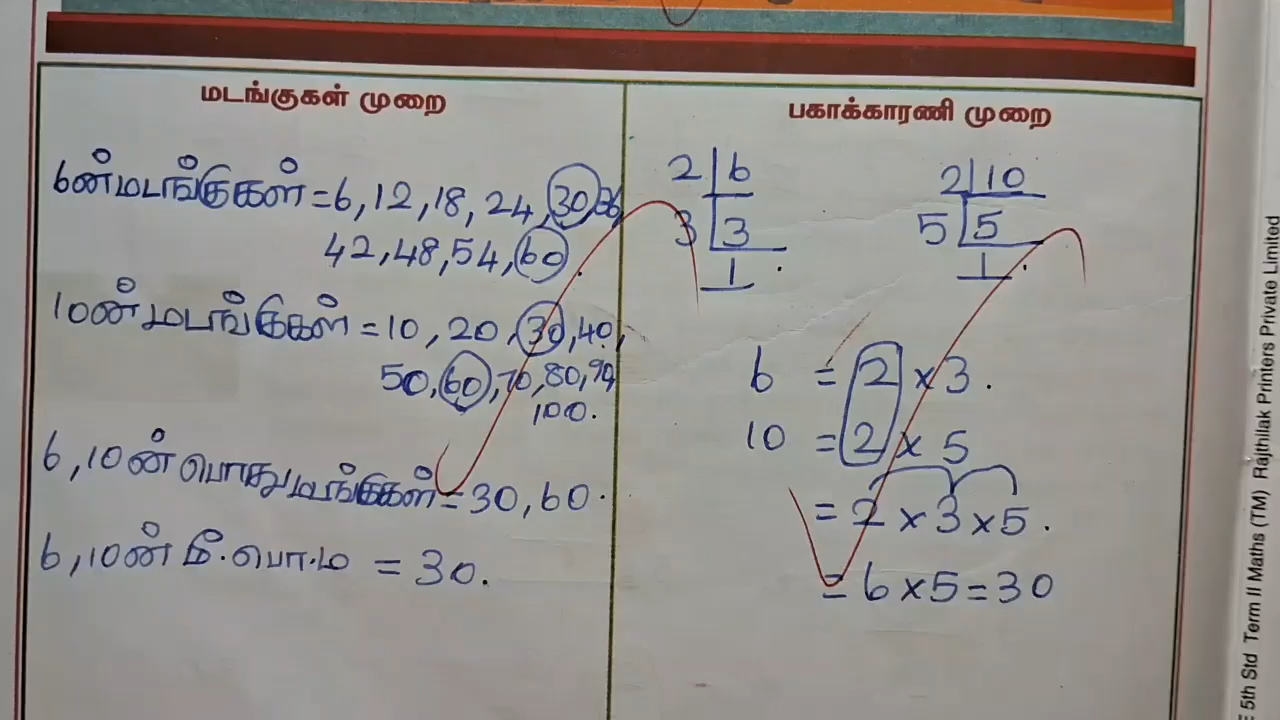 மடங்குகள் முறை
6ன்மடங்குகள் = 6, 12, 18, 24, 30, 36
42, 48, 54, 60.
10ன்மடங்குகள் = 10, 20, 30, 40,
50, 60, 70, 80, 90
100.
6, 10ன் பொது மடங்குகள் = 30, 60.
6, 10ன் மீ.பொ.ம = 30.
பகாக்காரணி முறை
2 | 6
3 | 3
1.
2 | 10
5 | 5
1.
6 = 2 x 3.
10 = 2 x 5
= 2 x 3 x 5.
= 6 x 5 = 30
5th Std Term II Maths (TM) Rajthilak Printers Private Limited